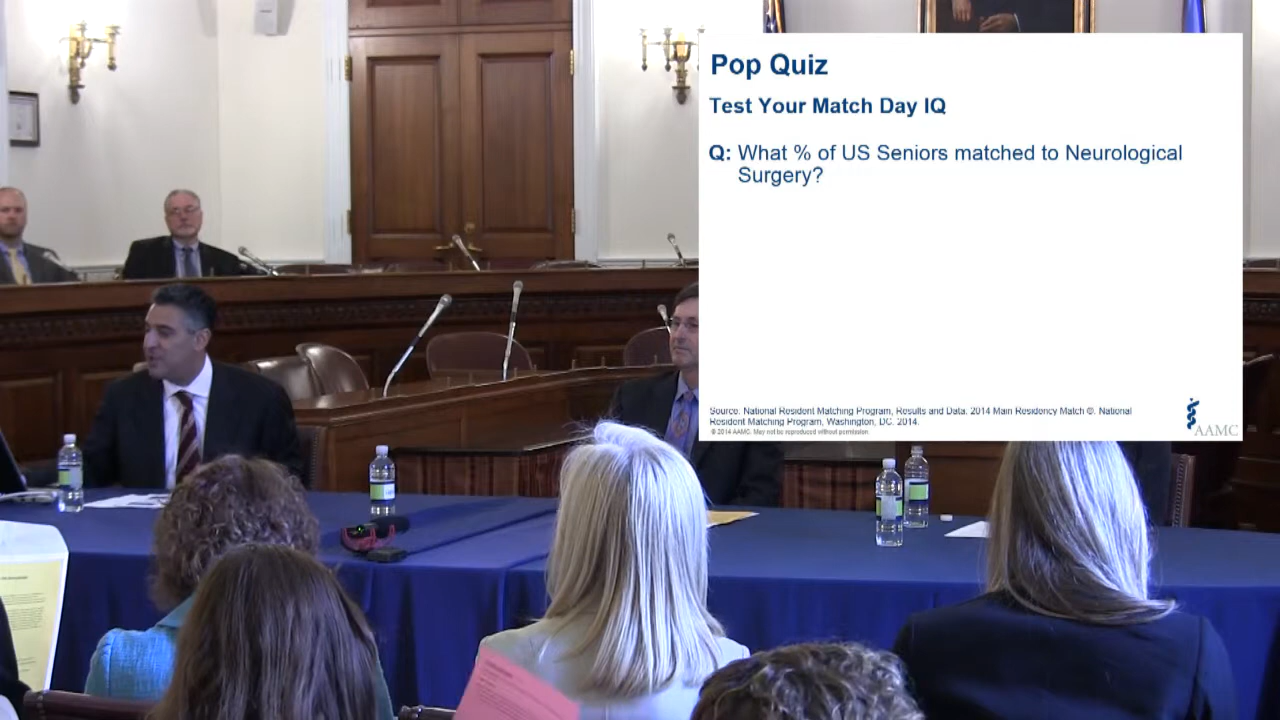 Pop Quiz
Test Your Match Day IQ
Q: What % of US Seniors matched to Neurological
Surgery?
Source: National Resident Matching Program, Results and Data: 2014 Main Residency Match ®. National
Resident Matching Program, Washington, DC. 2014.
© 2014 AAMC. May not be reproduced without permission.
AAMC